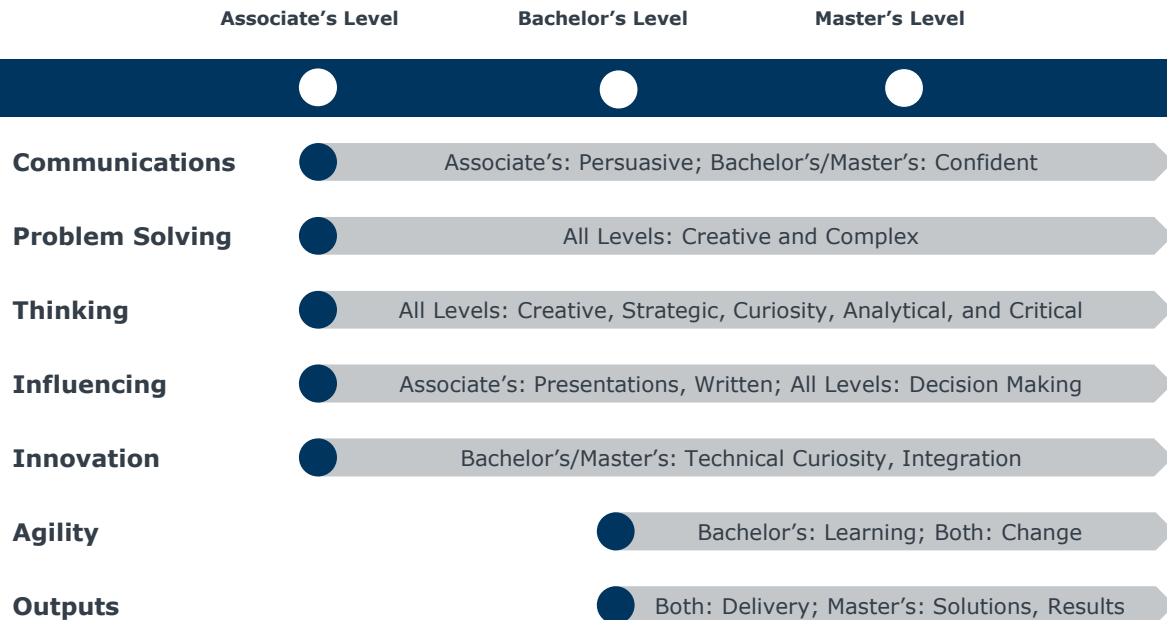 Associate’s Level Bachelor’s Level Master’s Level
Communications Associate’s: Persuasive; Bachelor’s/Master’s: Confident
Problem Solving All Levels: Creative and Complex
Thinking All Levels: Creative, Strategic, Curiosity, Analytical, and Critical
Influencing Associate’s: Presentations, Written; All Levels: Decision Making
Innovation Bachelor’s/Master’s: Technical Curiosity, Integration
Agility Bachelor’s: Learning; Both: Change
Outputs Both: Delivery; Master’s: Solutions, Results